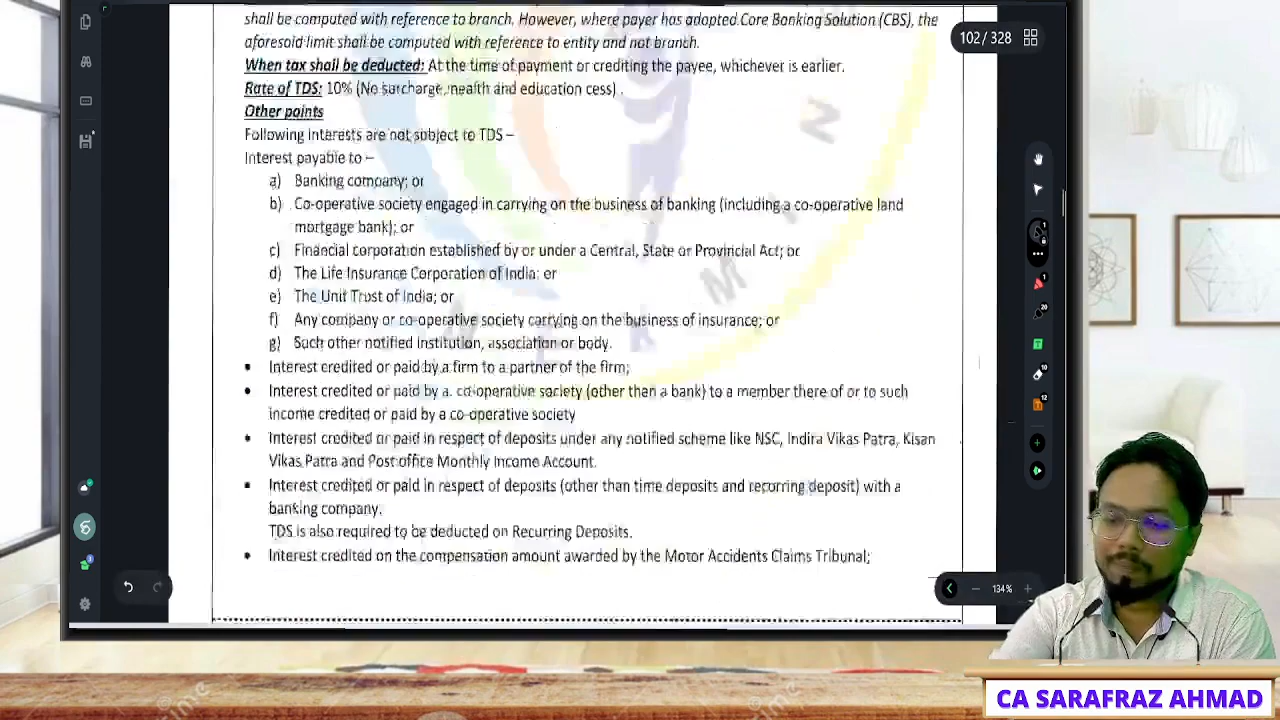 shall be computed with reference to branch. However, where payer has adopted Core Banking Solution (CBS), the
aforesaid limit shall be computed with reference to entity and not branch.
When tax shall be deducted: At the time of payment or crediting the payee, whichever is earlier.
Rate of TDS: 10% (No surcharge, health and education cess) .
Other points
Following interests are not subject to TDS –
Interest payable to –
a) Banking company; or
b) Co-operative society engaged in carrying on the business of banking (including a co-operative land
mortgage bank); or
c) Financial corporation established by or under a Central, State or Provincial Act; or
d) The Life Insurance Corporation of India; or
e) The Unit Trust of India; or
f) Any company or co-operative society carrying on the business of insurance; or
g) Such other notified institution, association or body.
▪ Interest credited or paid by a firm to a partner of the firm;
▪ Interest credited or paid by a co-operative society (other than a bank) to a member there of or to such
income credited or paid by a co-operative society
▪ Interest credited or paid in respect of deposits under any notified scheme like NSC, Indira Vikas Patra, Kisan
Vikas Patra and Post office Monthly Income Account.
▪ Interest credited or paid in respect of deposits (other than time deposits and recurring deposit) with a
banking company.
TDS is also required to be deducted on Recurring Deposits.
▪ Interest credited on the compensation amount awarded by the Motor Accidents Claims Tribunal;
102 / 328
134%
CA SARAFRAZ AHMAD